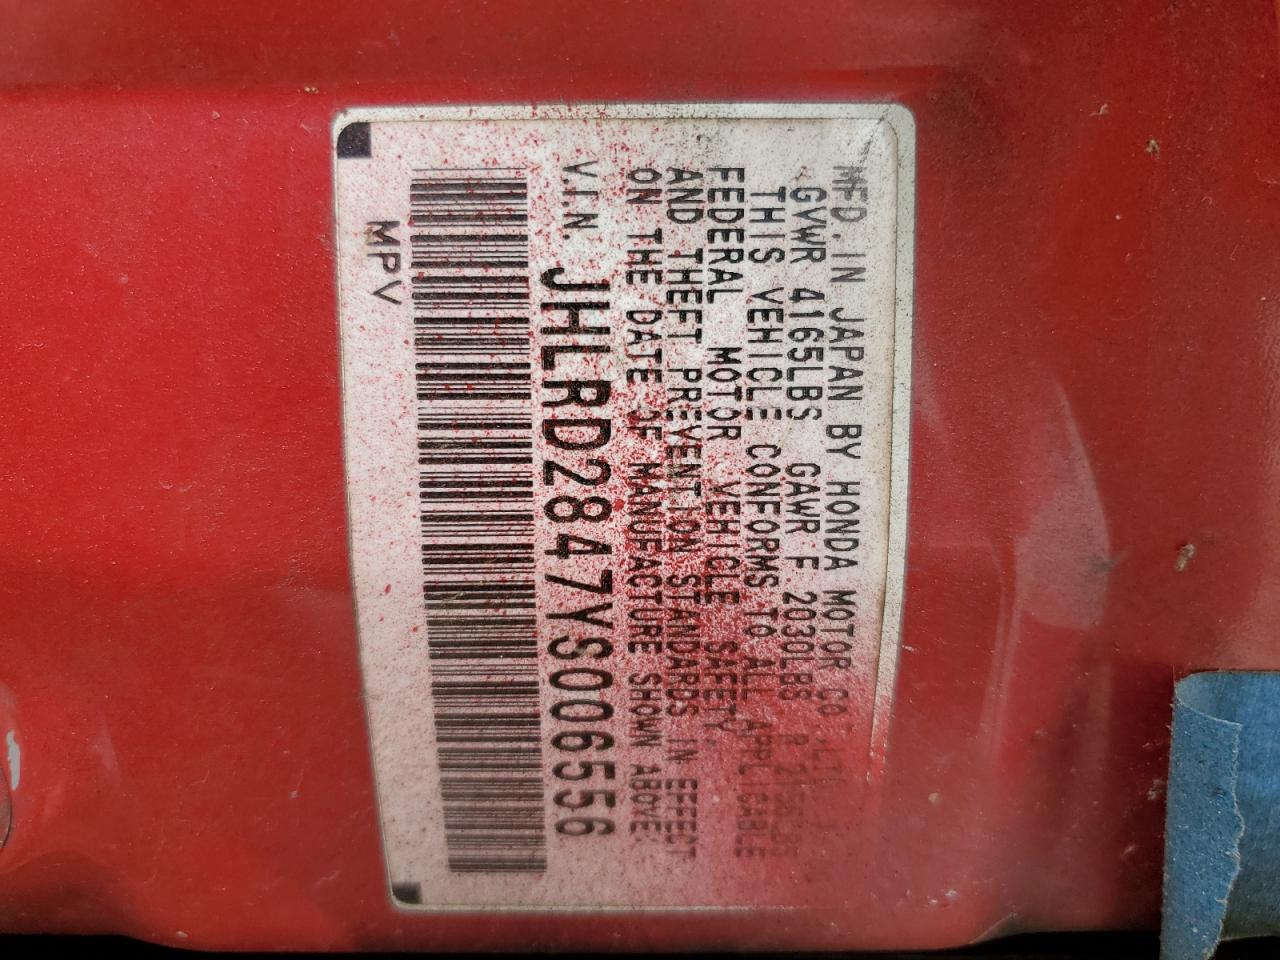 MFD. IN JAPAN BY HONDA MOTOR CO
GVWR 4165LBS GAWR F 2030LBS R
THIS VEHICLE CONFORMS TO ALL APPLICABLE
FEDERAL MOTOR VEHICLE SAFETY,
AND THEFT PREVENTION STANDARDS IN EFFECT
ON THE DATE OF MANUFACTURE SHOWN ABOVE.
V.I.N. JHLRD2847YS006556
MPV